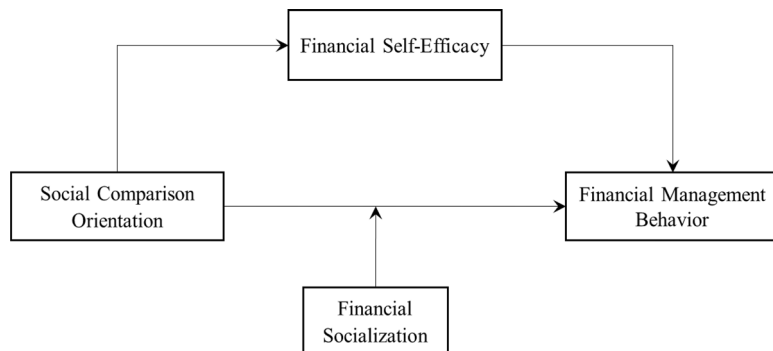 Financial Self-Efficacy
Social Comparison
Orientation
Financial Management
Behavior
Financial
Socialization